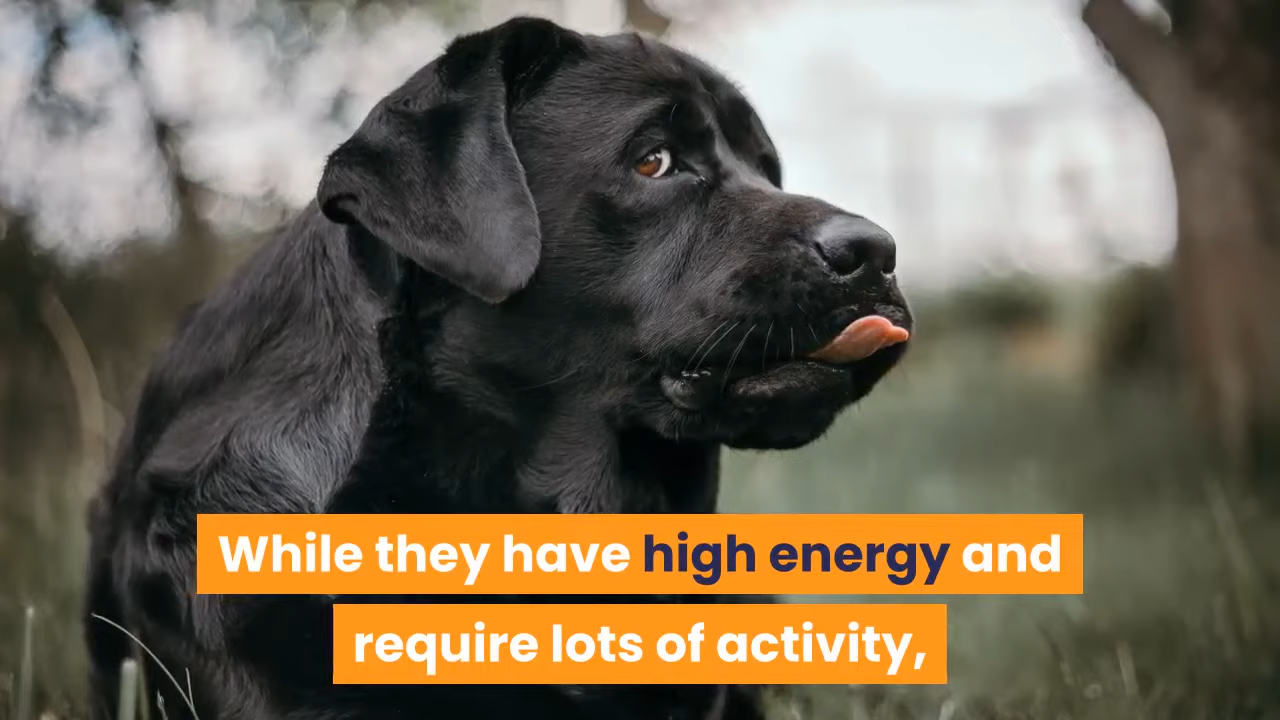 While they have high energy and
require lots of activity,